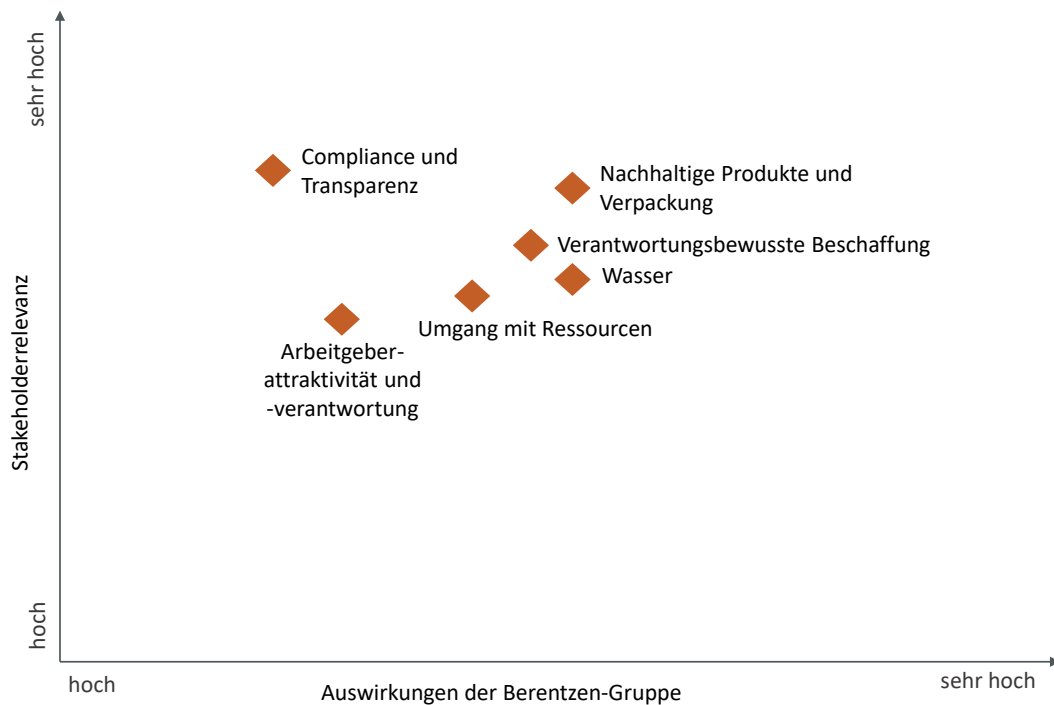 sehr hoch
Compliance und
Transparenz
Nachhaltige Produkte und
Verpackung
Verantwortungsbewusste Beschaffung
Wasser
Umgang mit Ressourcen
Arbeitgeber-
attraktivität und
-verantwortung
Stakeholderrelevanz
hoch
hoch
Auswirkungen der Berentzen-Gruppe
sehr hoch